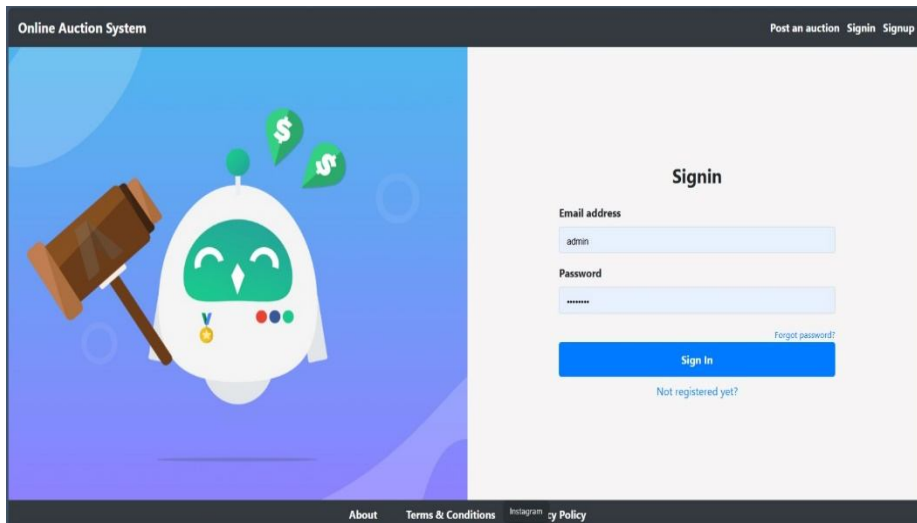 Online Auction System
Post an auction Signin Signup
$
$
Signin
Email address
admin
Password
••••••••
Forgot password?
Sign In
Not registered yet?
About Terms & Conditions Instagram cy Policy